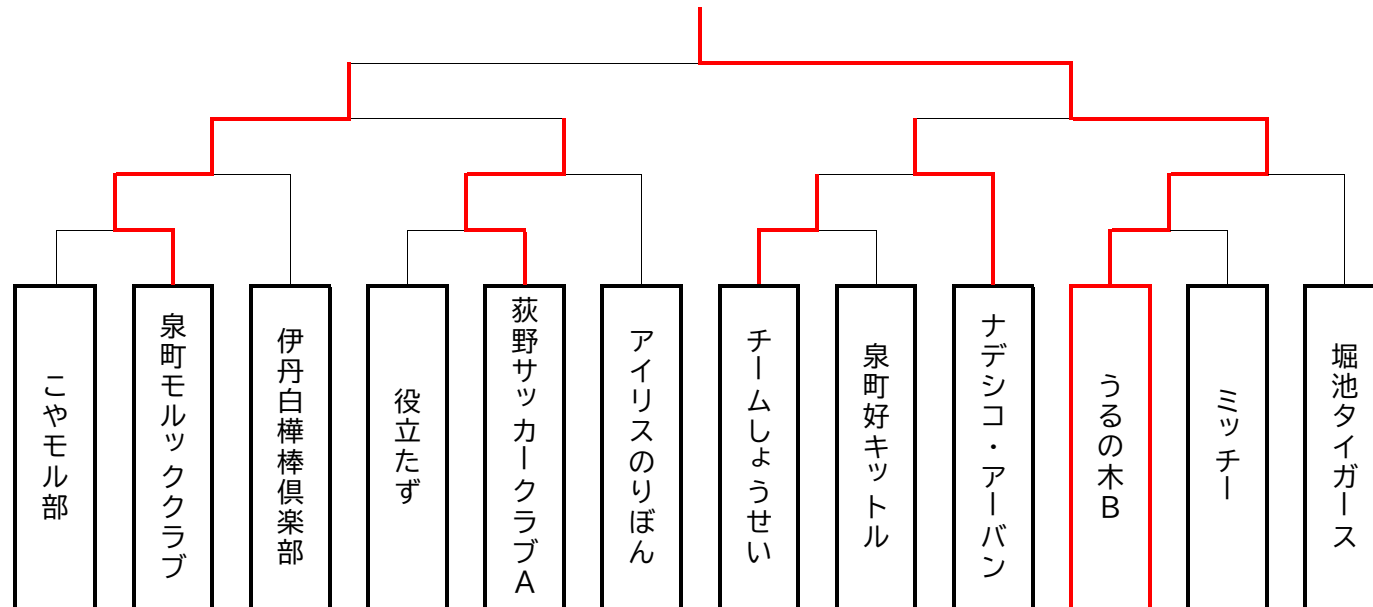 こやモル部
泉町モルッククラブ
伊丹白樺棒倶楽部
役立たず
荻野サッカークラブA
アイリスのりぼん
チームしょうせい
泉町好キットル
ナデシコ・アーバン
うるの木B
ミッチー
堀池タイガース